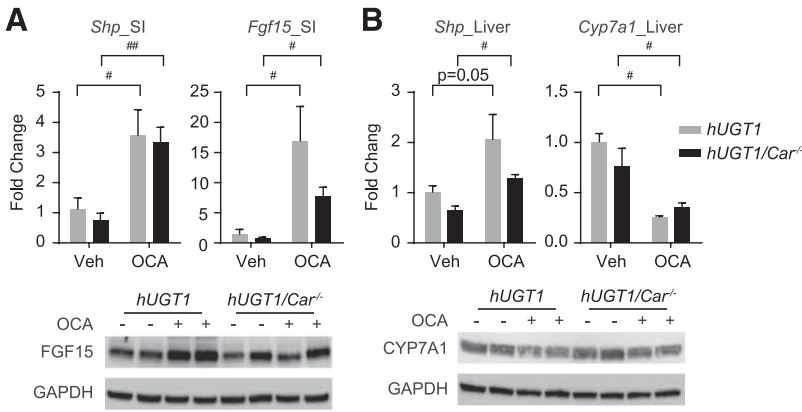 A
B
Shp_SI
Fgf15_SI
Shp_Liver
Cyp7a1_Liver
##
#
#
#
#
#
p=0.05
#
Fold Change
5
4
3
2
1
0
Veh
OCA
25
20
15
10
5
0
Veh
OCA
Fold Chang
3
2
1
0
Veh
OCA
1.5
1.0
0.5
0.0
Veh
OCA
hUGT1
hUGT1/Car-/-
hUGT1
hUGT1/Car-/-
OCA - - + + - - + +
FGF15
GAPDH
hUGT1
hUGT1/Car-/-
OCA - - + + - - + +
CYP7A1
GAPDH